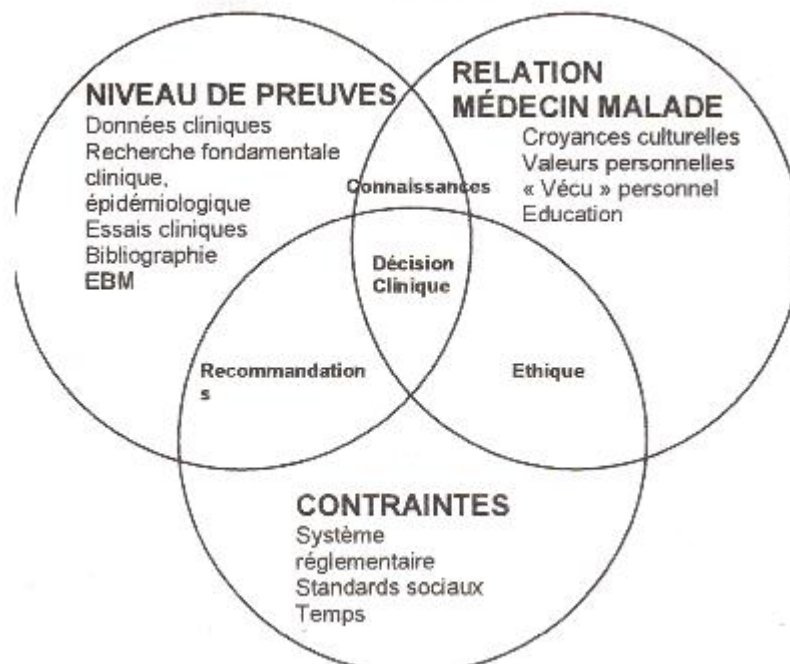 NIVEAU DE PREUVES
Données cliniques
Recherche fondamentale
clinique,
épidémiologique
Essais cliniques
Bibliographie
EBM
RELATION
MÉDECIN MALADE
Croyances culturelles
Valeurs personnelles
« Vécu » personnel
Education
Connaissances
Décision
Clinique
Recommandation
s
Ethique
CONTRAINTES
Système
réglementaire
Standards sociaux
Temps